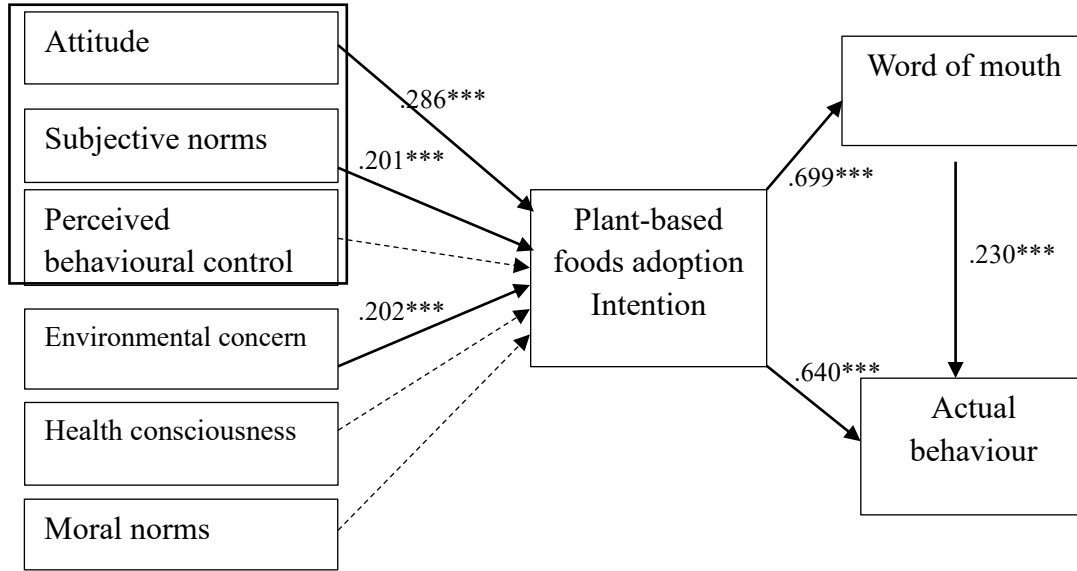 Attitude
Subjective norms
Perceived
behavioural control
Environmental concern
Health consciousness
Moral norms
.286***
.201***
.202***
Plant-based
foods adoption
Intention
.699***
.640***
Word of mouth
.230***
Actual
behaviour